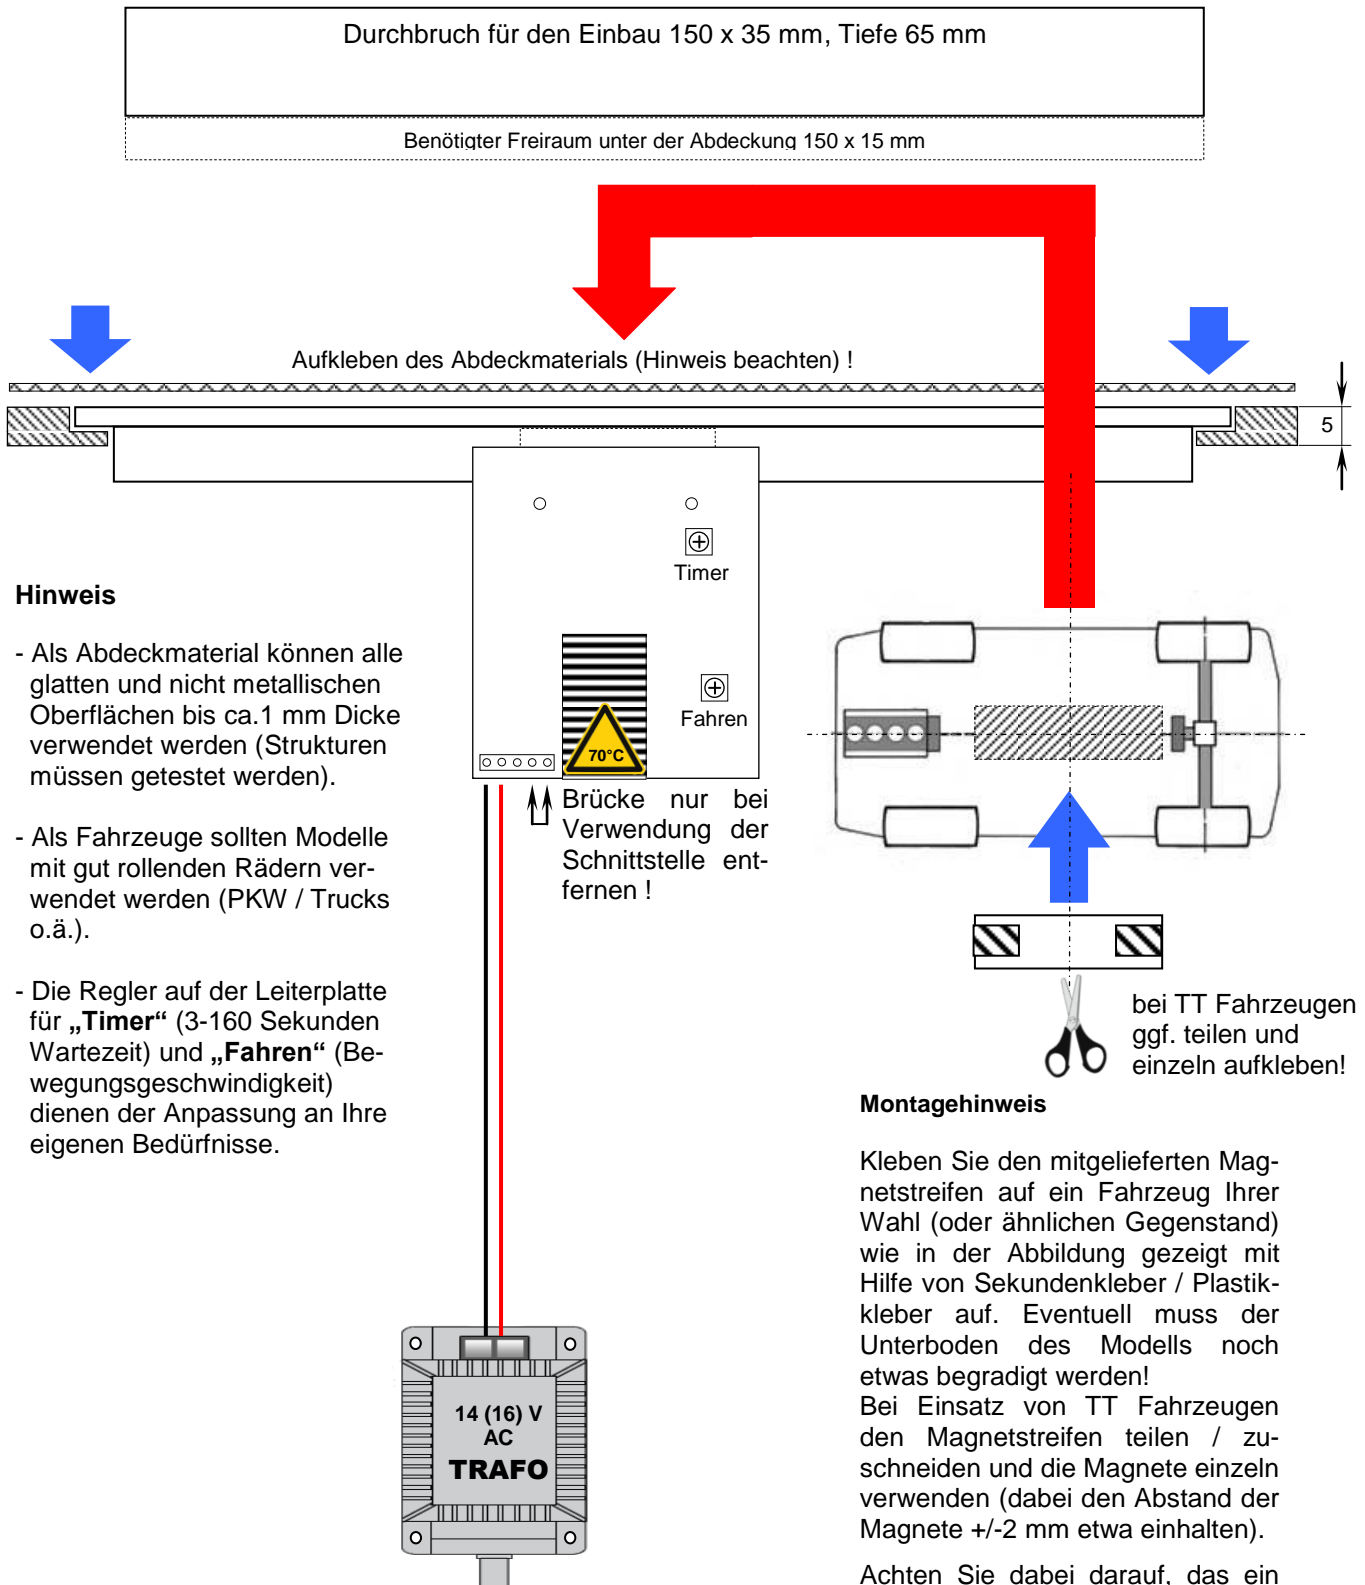 Durchbruch für den Einbau 150 x 35 mm, Tiefe 65 mm
Benötigter Freiraum unter der Abdeckung 150 x 15 mm
Aufkleben des Abdeckmaterials (Hinweis beachten) !
5
Timer
Fahren
70°C
Brücke nur bei
Verwendung der
Schnittstelle ent-
fernen !
Hinweis
- Als Abdeckmaterial können alle
glatten und nicht metallischen
Oberflächen bis ca.1 mm Dicke
verwendet werden (Strukturen
müssen getestet werden).
- Als Fahrzeuge sollten Modelle
mit gut rollenden Rädern ver-
wendet werden (PKW / Trucks
o.ä.).
- Die Regler auf der Leiterplatte
für „Timer“ (3-160 Sekunden
Wartezeit) und „Fahren“ (Be-
wegungsgeschwindigkeit)
dienen der Anpassung an Ihre
eigenen Bedürfnisse.
14 (16) V
AC
TRAFO
bei TT Fahrzeugen
ggf. teilen und
einzeln aufkleben!
Montagehinweis
Kleben Sie den mitgelieferten Mag-
netstreifen auf ein Fahrzeug Ihrer
Wahl (oder ähnlichen Gegenstand)
wie in der Abbildung gezeigt mit
Hilfe von Sekundenkleber / Plastik-
kleber auf. Eventuell muss der
Unterboden des Modells noch
etwas begradigt werden!
Bei Einsatz von TT Fahrzeugen
den Magnetstreifen teilen / zu-
schneiden und die Magnete einzeln
verwenden (dabei den Abstand der
Magnete +/-2 mm etwa einhalten).
Achten Sie dabei darauf, das ein